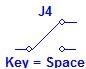 J4
Key = Space